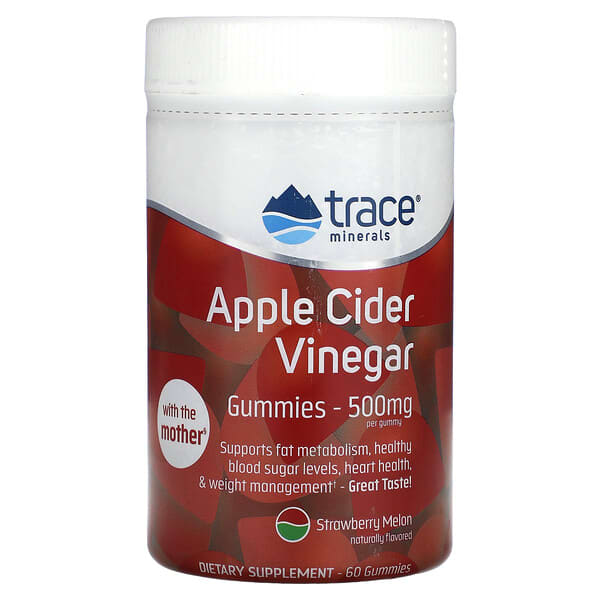 trace®
minerals
Apple Cider
Vinegar
Gummies - 500mg
per gummy
with the
mother§
Supports fat metabolism, healthy
blood sugar levels, heart health,
& weight management† - Great Taste!
Strawberry Melon
naturally flavored
DIETARY SUPPLEMENT - 60 Gummies